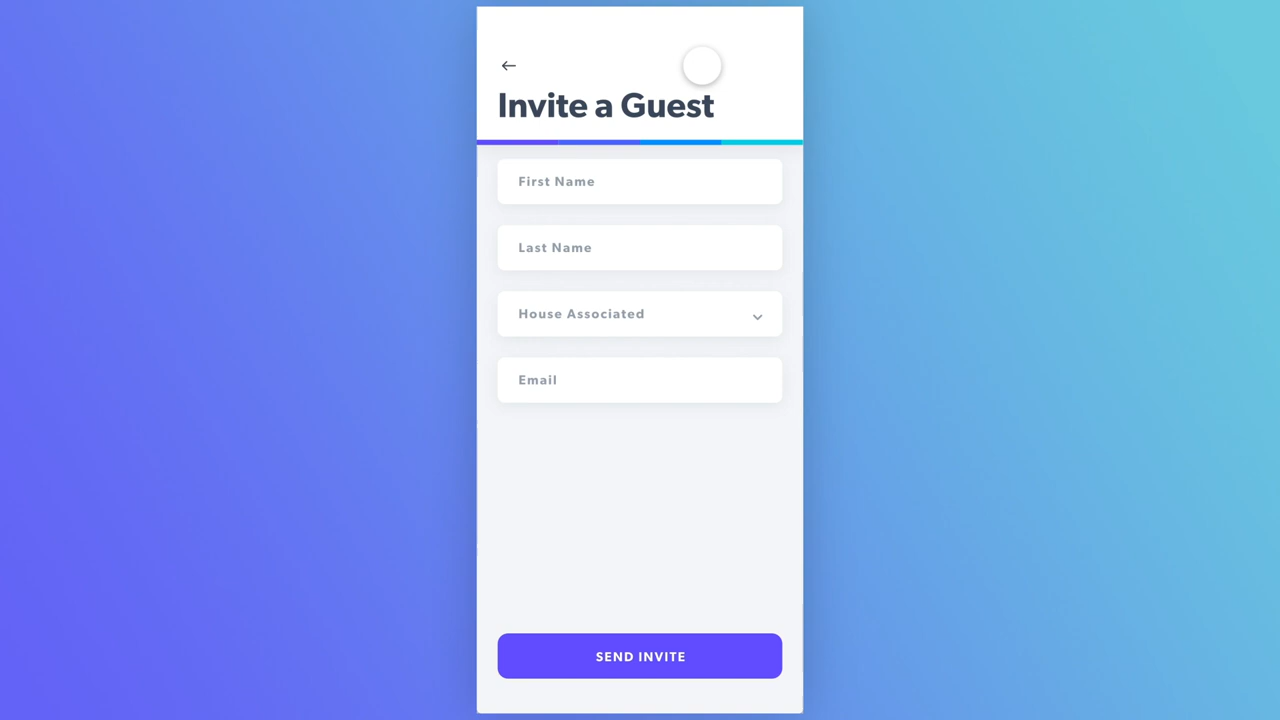 Invite a Guest
First Name
Last Name
House Associated
Email
SEND INVITE